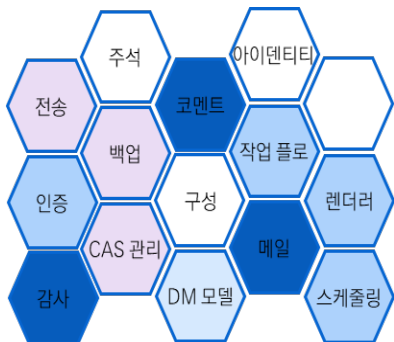 주석
아이덴티티
전송
코멘트
백업
작업 플로
인증
구성
렌더러
CAS 관리
메일
감사
DM 모델
스케줄링